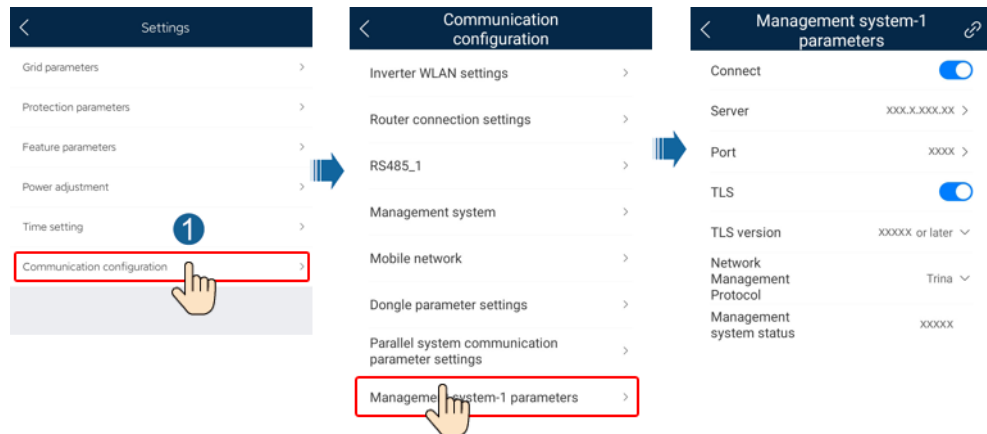 Settings
Grid parameters
Protection parameters
Feature parameters
Power adjustment
Time setting
1
Communication configuration
Communication
configuration
Inverter WLAN settings
Router connection settings
RS485_1
Management system
Mobile network
Dongle parameter settings
Parallel system communication
parameter settings
Management system-1 parameters
Management system-1
parameters
Connect
Server xxx.x.xxx.xx
Port xxxx
TLS
TLS version xxxxx or later
Network
Management Trina
Protocol
Management
system status xxxxx